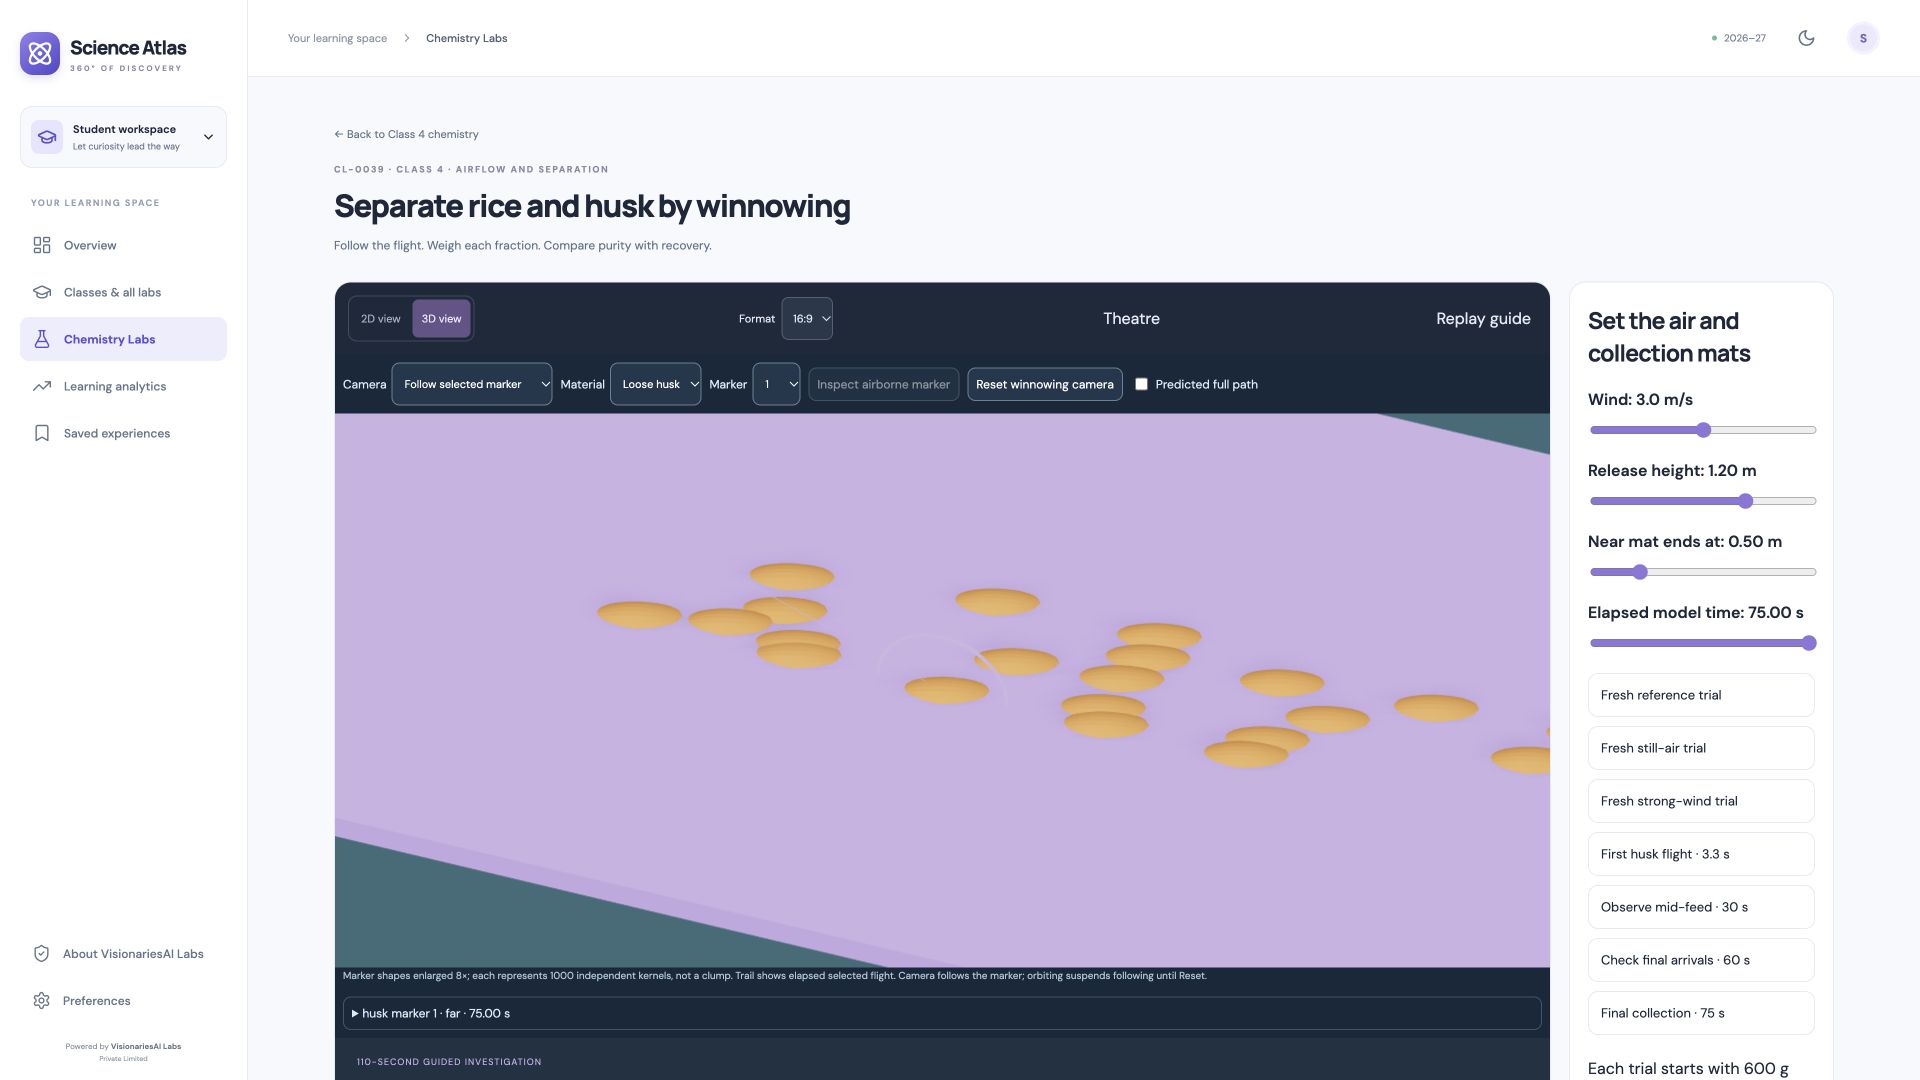 Science Atlas
360° OF DISCOVERY
Student workspace
Let curiosity lead the way
YOUR LEARNING SPACE
Overview
Classes & all labs
Chemistry Labs
Learning analytics
Saved experiences
About VisionariesAI Labs
Preferences
Powered by VisionariesAI Labs
Private Limited
Your learning space
Chemistry Labs
2026–27
S
← Back to Class 4 chemistry
CL-0039 · CLASS 4 · AIRFLOW AND SEPARATION
Separate rice and husk by winnowing
Follow the flight. Weigh each fraction. Compare purity with recovery.
2D view
3D view
Format
16:9
Theatre
Replay guide
Camera
Follow selected marker
Material
Loose husk
Marker
1
Inspect airborne marker
Reset winnowing camera
Predicted full path
Marker shapes enlarged 8×; each represents 1000 independent kernels, not a clump. Trail shows elapsed selected flight. Camera follows the marker; orbiting suspends following until Reset.
husk marker 1 · far · 75.00 s
110-SECOND GUIDED INVESTIGATION
Set the air and
collection mats
Wind: 3.0 m/s
Release height: 1.20 m
Near mat ends at: 0.50 m
Elapsed model time: 75.00 s
Fresh reference trial
Fresh still-air trial
Fresh strong-wind trial
First husk flight · 3.3 s
Observe mid-feed · 30 s
Check final arrivals · 60 s
Final collection · 75 s
Each trial starts with 600 g